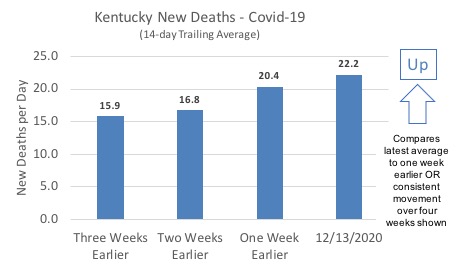 Kentucky New Deaths - Covid-19
(14-day Trailing Average)
New Deaths per Day
25.0
20.0
15.0
10.0
5.0
0.0
15.9
16.8
20.4
22.2
Three Weeks
Earlier
Two Weeks
Earlier
One Week
Earlier
12/13/2020
Up
Compares
latest average
to one week
earlier OR
consistent
movement
over four
weeks shown